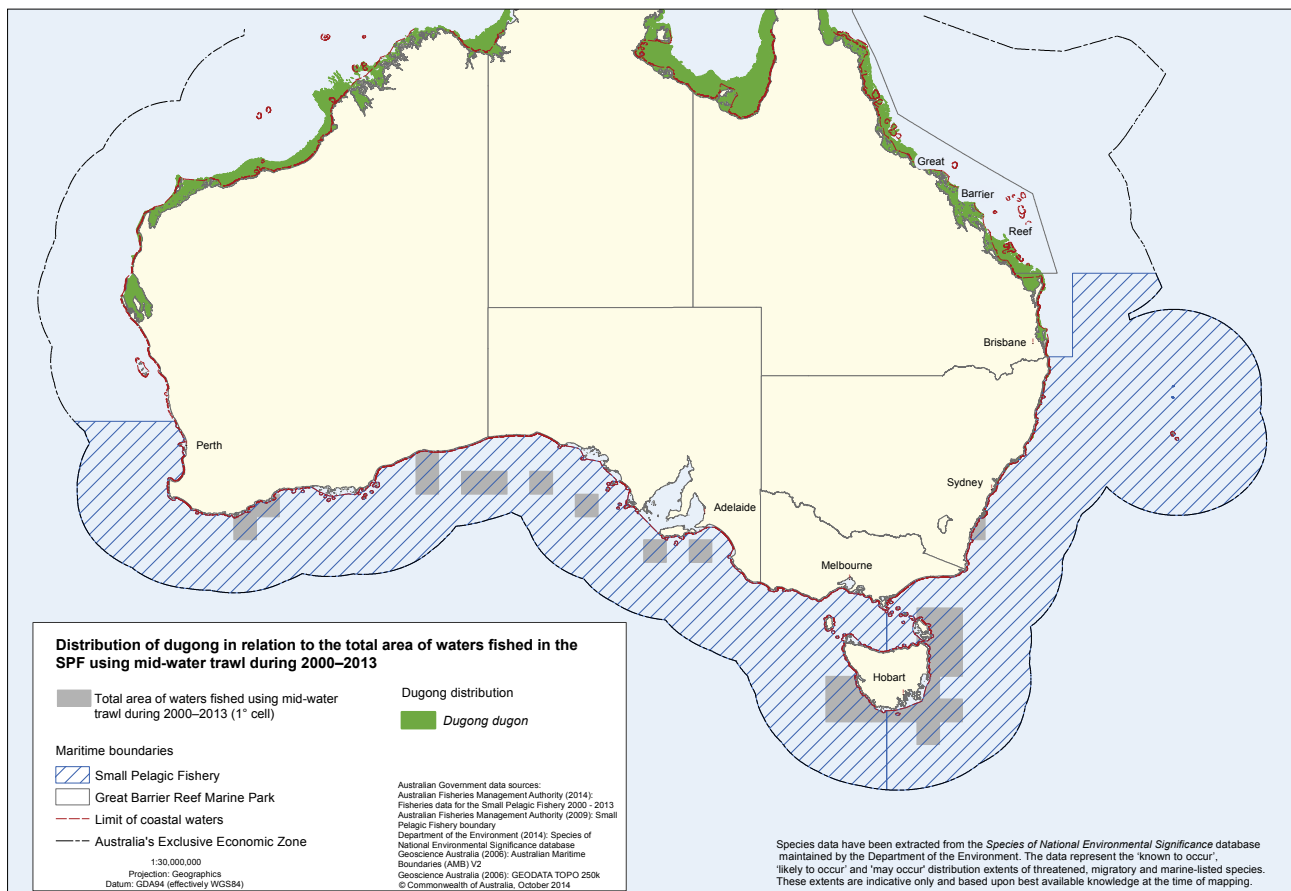 Great
Barrier
Reef
Brisbane
Perth
Sydney
Adelaide
Melbourne
Hobart
Distribution of dugong in relation to the total area of waters fished in the
SPF using mid-water trawl during 2000–2013
Total area of waters fished using mid-water
trawl during 2000–2013 (1° cell)
Dugong distribution
Dugong dugon
Maritime boundaries
Small Pelagic Fishery
Great Barrier Reef Marine Park
Limit of coastal waters
Australia's Exclusive Economic Zone
1:30,000,000
Projection: Geographics
Datum: GDA94 (effectively WGS84)
Australian Government data sources:
Australian Fisheries Management Authority (2014):
Fisheries data for the Small Pelagic Fishery 2000 - 2013
Australian Fisheries Management Authority (2009): Small
Pelagic Fishery boundary
Department of the Environment (2014): Species of
National Environmental Significance database
Geoscience Australia (2006): Australian Maritime
Boundaries (AMB) V2
Geoscience Australia (2006): GEODATA TOPO 250k
© Commonwealth of Australia, October 2014
Species data have been extracted from the Species of National Environmental Significance database
maintained by the Department of the Environment. The data represent the 'known to occur',
'likely to occur' and 'may occur' distribution extents of threatened, migratory and marine-listed species.
These extents are indicative only and based upon best available knowledge at the time of mapping.